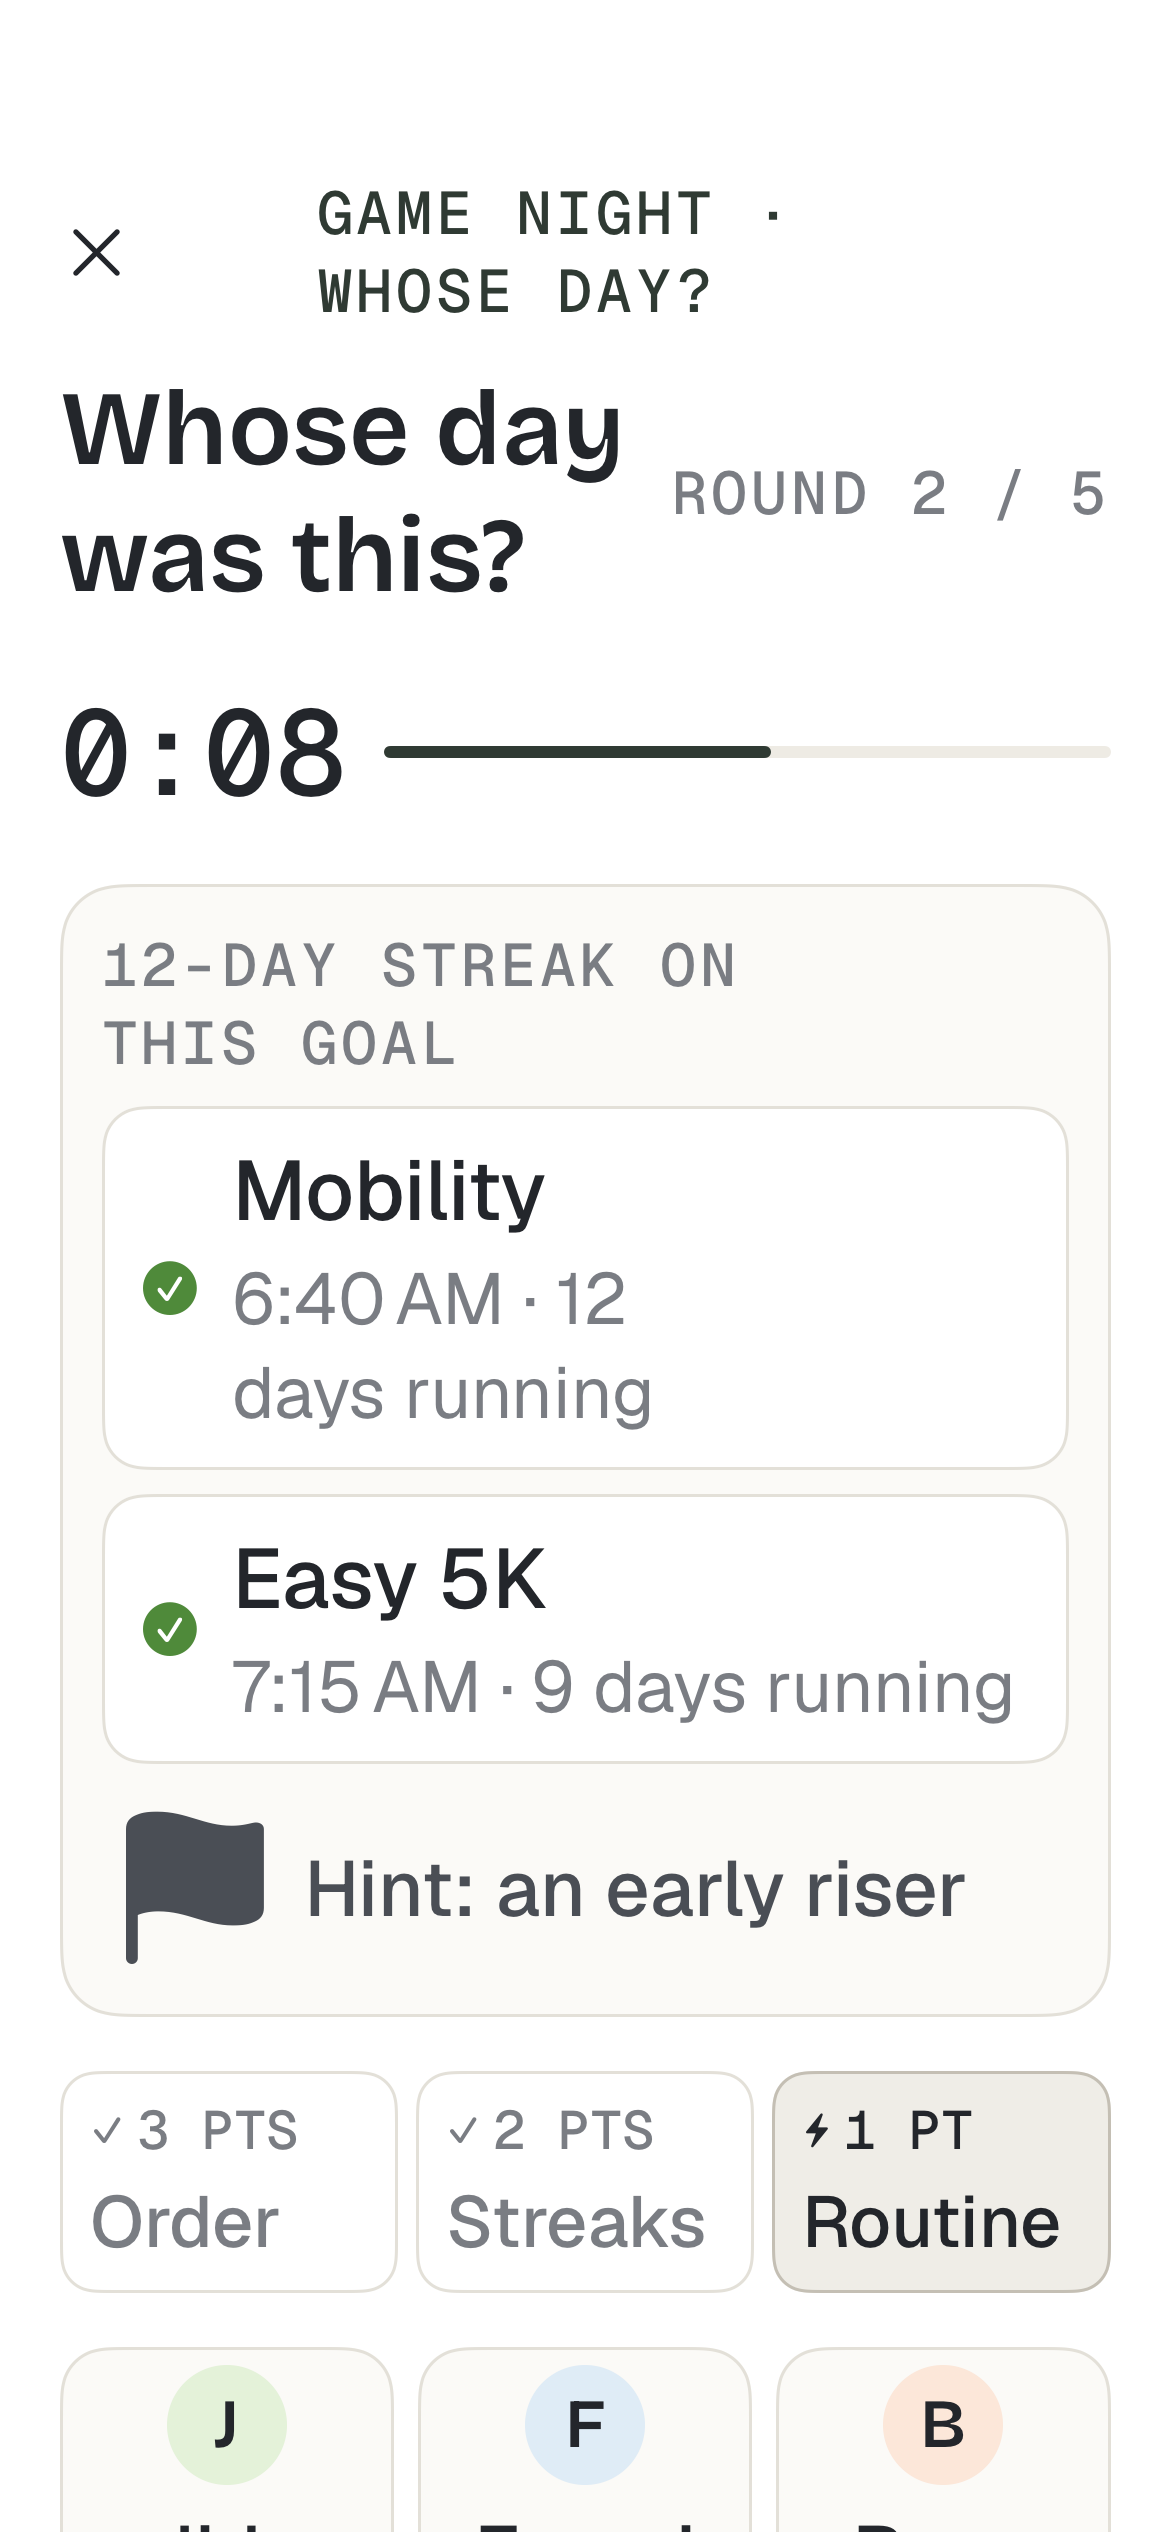 GAME NIGHT ·
WHOSE DAY?
Whose day
was this?
ROUND 2 / 5
0:08
12-DAY STREAK ON
THIS GOAL
Mobility
6:40 AM · 12
days running
Easy 5K
7:15 AM · 9 days running
Hint: an early riser
3 PTS
Order
2 PTS
Streaks
1 PT
Routine
J
F
B